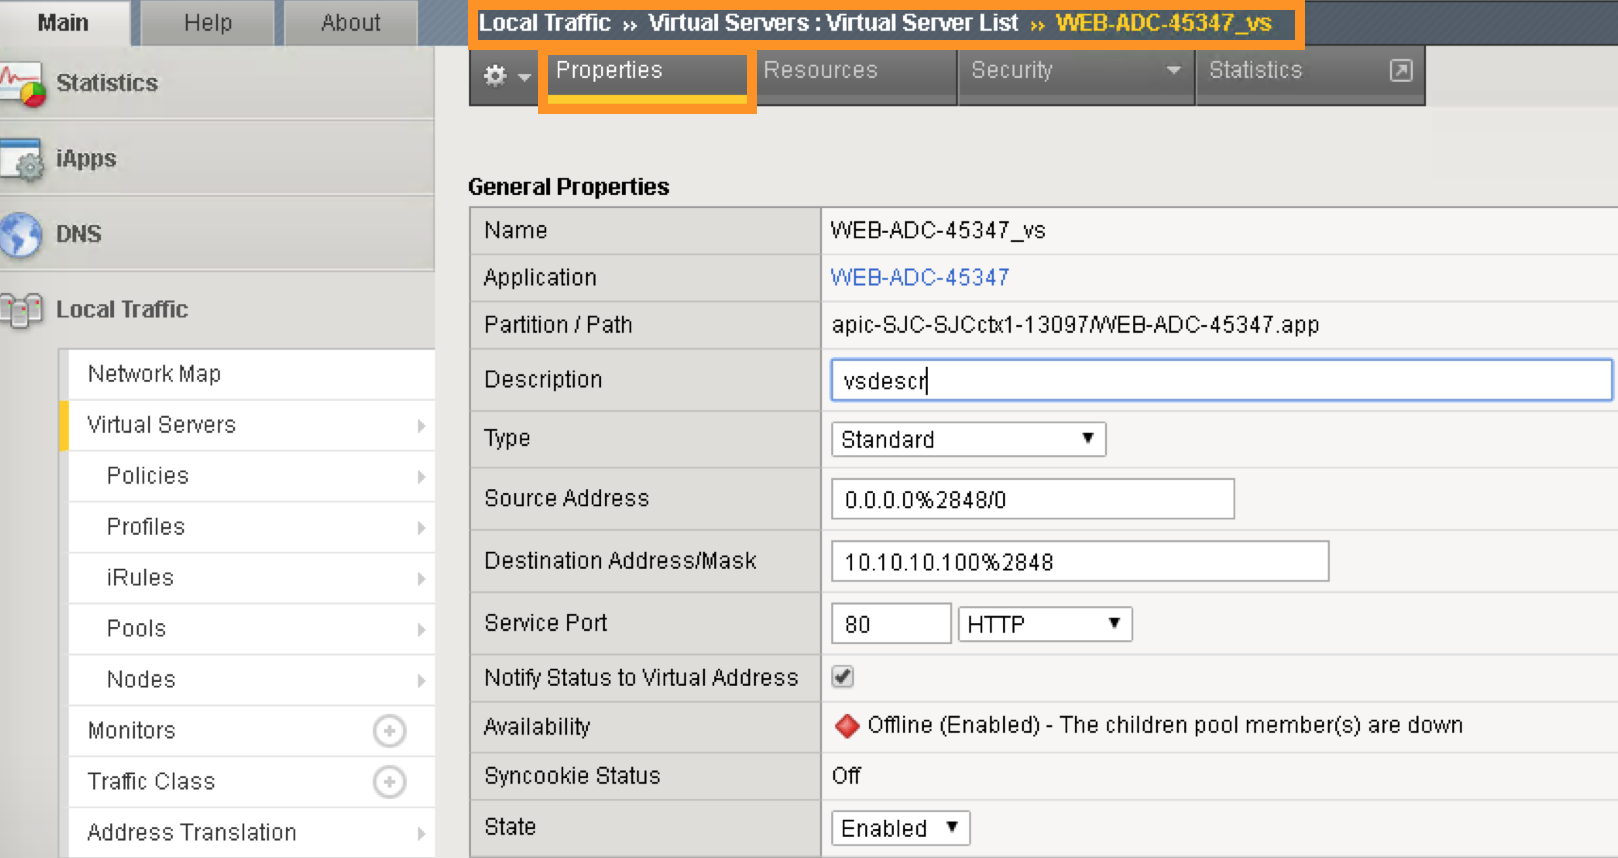 Main Help About
Local Traffic ›› Virtual Servers : Virtual Server List ›› WEB-ADC-45347_vs
Properties Resources Security Statistics
Statistics
iApps
DNS
Local Traffic
Network Map
Virtual Servers
Policies
Profiles
iRules
Pools
Nodes
Monitors
Traffic Class
Address Translation
General Properties
Name WEB-ADC-45347_vs
Application WEB-ADC-45347
Partition / Path apic-SJC-SJCctx1-13097/WEB-ADC-45347.app
Description vsdescr
Type Standard
Source Address 0.0.0.0%2848/0
Destination Address/Mask 10.10.10.100%2848
Service Port 80 HTTP
Notify Status to Virtual Address
Availability Offline (Enabled) - The children pool member(s) are down
Syncookie Status Off
State Enabled